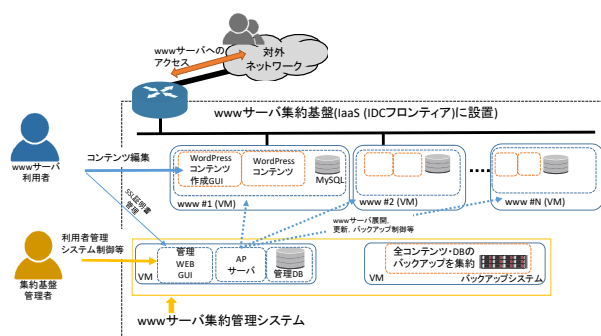 wwwサーバへの
アクセス
対外
ネットワーク
wwwサーバ集約基盤(IaaS (IDCフロンティア)に設置)
wwwサーバ
利用者
コンテンツ編集
WordPress
コンテンツ
作成GUI
WordPress
コンテンツ
MySQL
www #1 (VM)
www #2 (VM)
www #N (VM)
SSL証明書
管理
wwwサーバ展開,
更新, バックアップ制御等
利用者管理
システム制御等
集約基盤
管理者
VM
管理
WEB
GUI
AP
サーバ
管理DB
全コンテンツ・DBの
バックアップを集約
VM
バックアップシステム
wwwサーバ集約管理システム